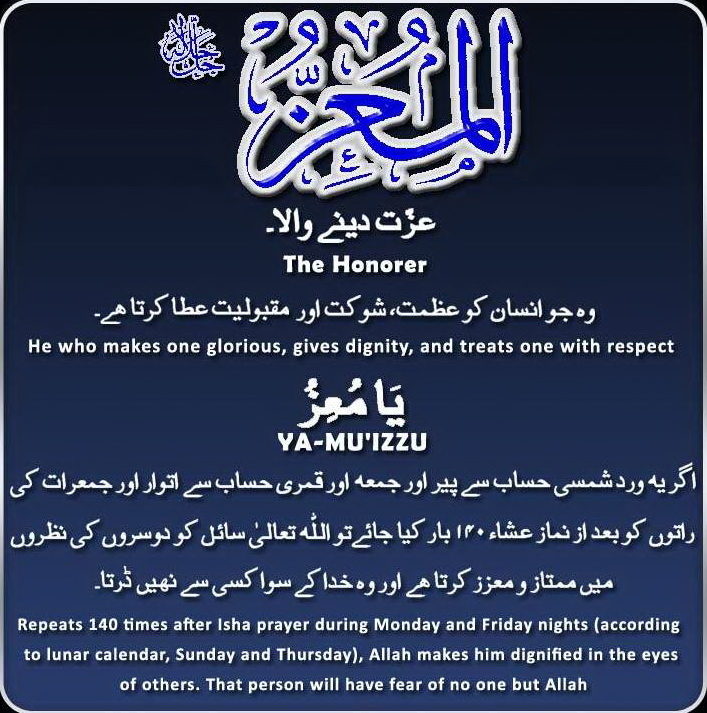 المُعِزُّ جل جلاله
عزّت دینے والا۔
The Honorer
وہ جو انسان کو عظمت، شوکت اور مقبولیت عطا کرتا ہے۔
He who makes one glorious, gives dignity, and treats one with respect
یَا مُعِزُّ
YA-MU'IZZU
اگر یہ ورد شمسی حساب سے پیر اور جمعہ اور قمری حساب سے اتوار اور جمعرات کی
راتوں کو بعد از نماز عشاء ۱۴۰ بار کیا جائے تو اللہ تعالیٰ سائل کو دوسروں کی نظروں
میں ممتاز و معزز کرتا ہے اور وہ خدا کے سوا کسی سے نہیں ڈرتا۔
Repeats 140 times after Isha prayer during Monday and Friday nights (according
to lunar calendar, Sunday and Thursday), Allah makes him dignified in the eyes
of others. That person will have fear of no one but Allah